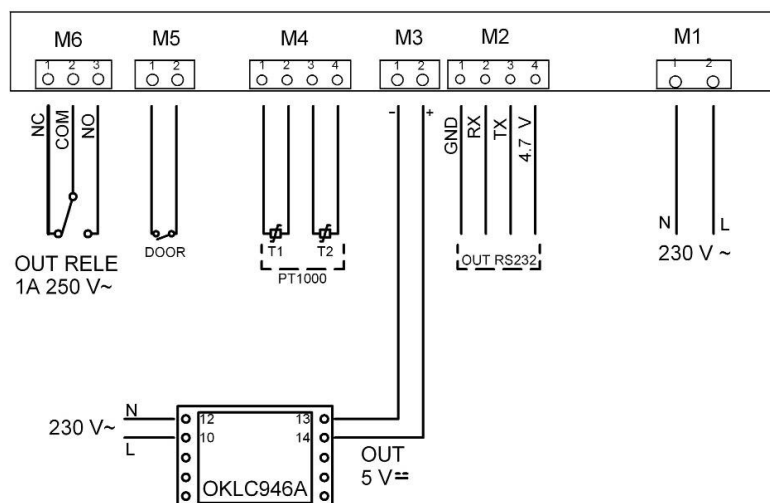 M6 M5 M4 M3 M2 M1
1 2 3 1 2 1 2 3 4 1 2 1 2 3 4 1 2
NC COM NO
- +
GND RX TX 4.7 V
DOOR
T1 T2
PT1000
OUT RS232
N L
230 V~
OUT RELE
1A 250 V~
N
230 V~
L
12 13
10 14
OKLC946A
OUT
5 V⎓